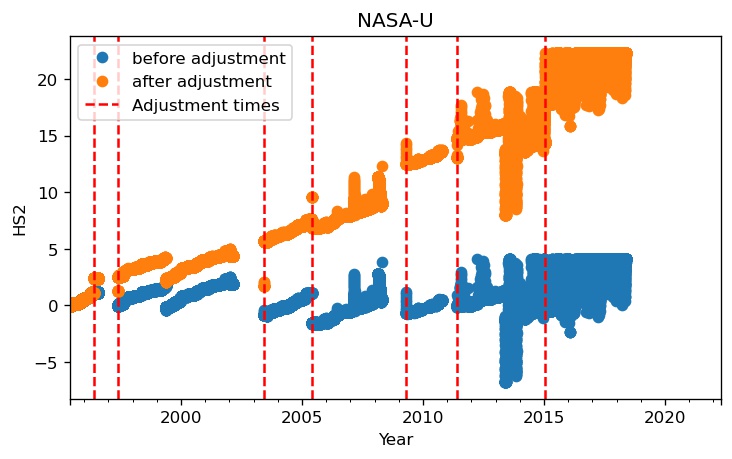 NASA-U
before adjustment
after adjustment
Adjustment times
HS2
20
15
10
5
0
−5
2000 2005 2010 2015 2020
Year